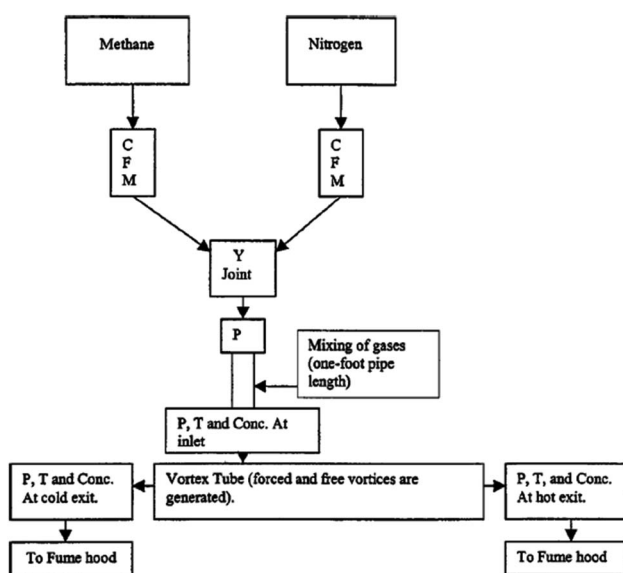 Methane
Nitrogen
C
F
M
C
F
M
Y
Joint
P
Mixing of gases
(one-foot pipe
length)
P, T and Conc. At
inlet
P, T and Conc.
At cold exit.
Vortex Tube (forced and free vortices are
generated).
P, T, and Conc.
At hot exit.
To Fume hood
To Fume hood